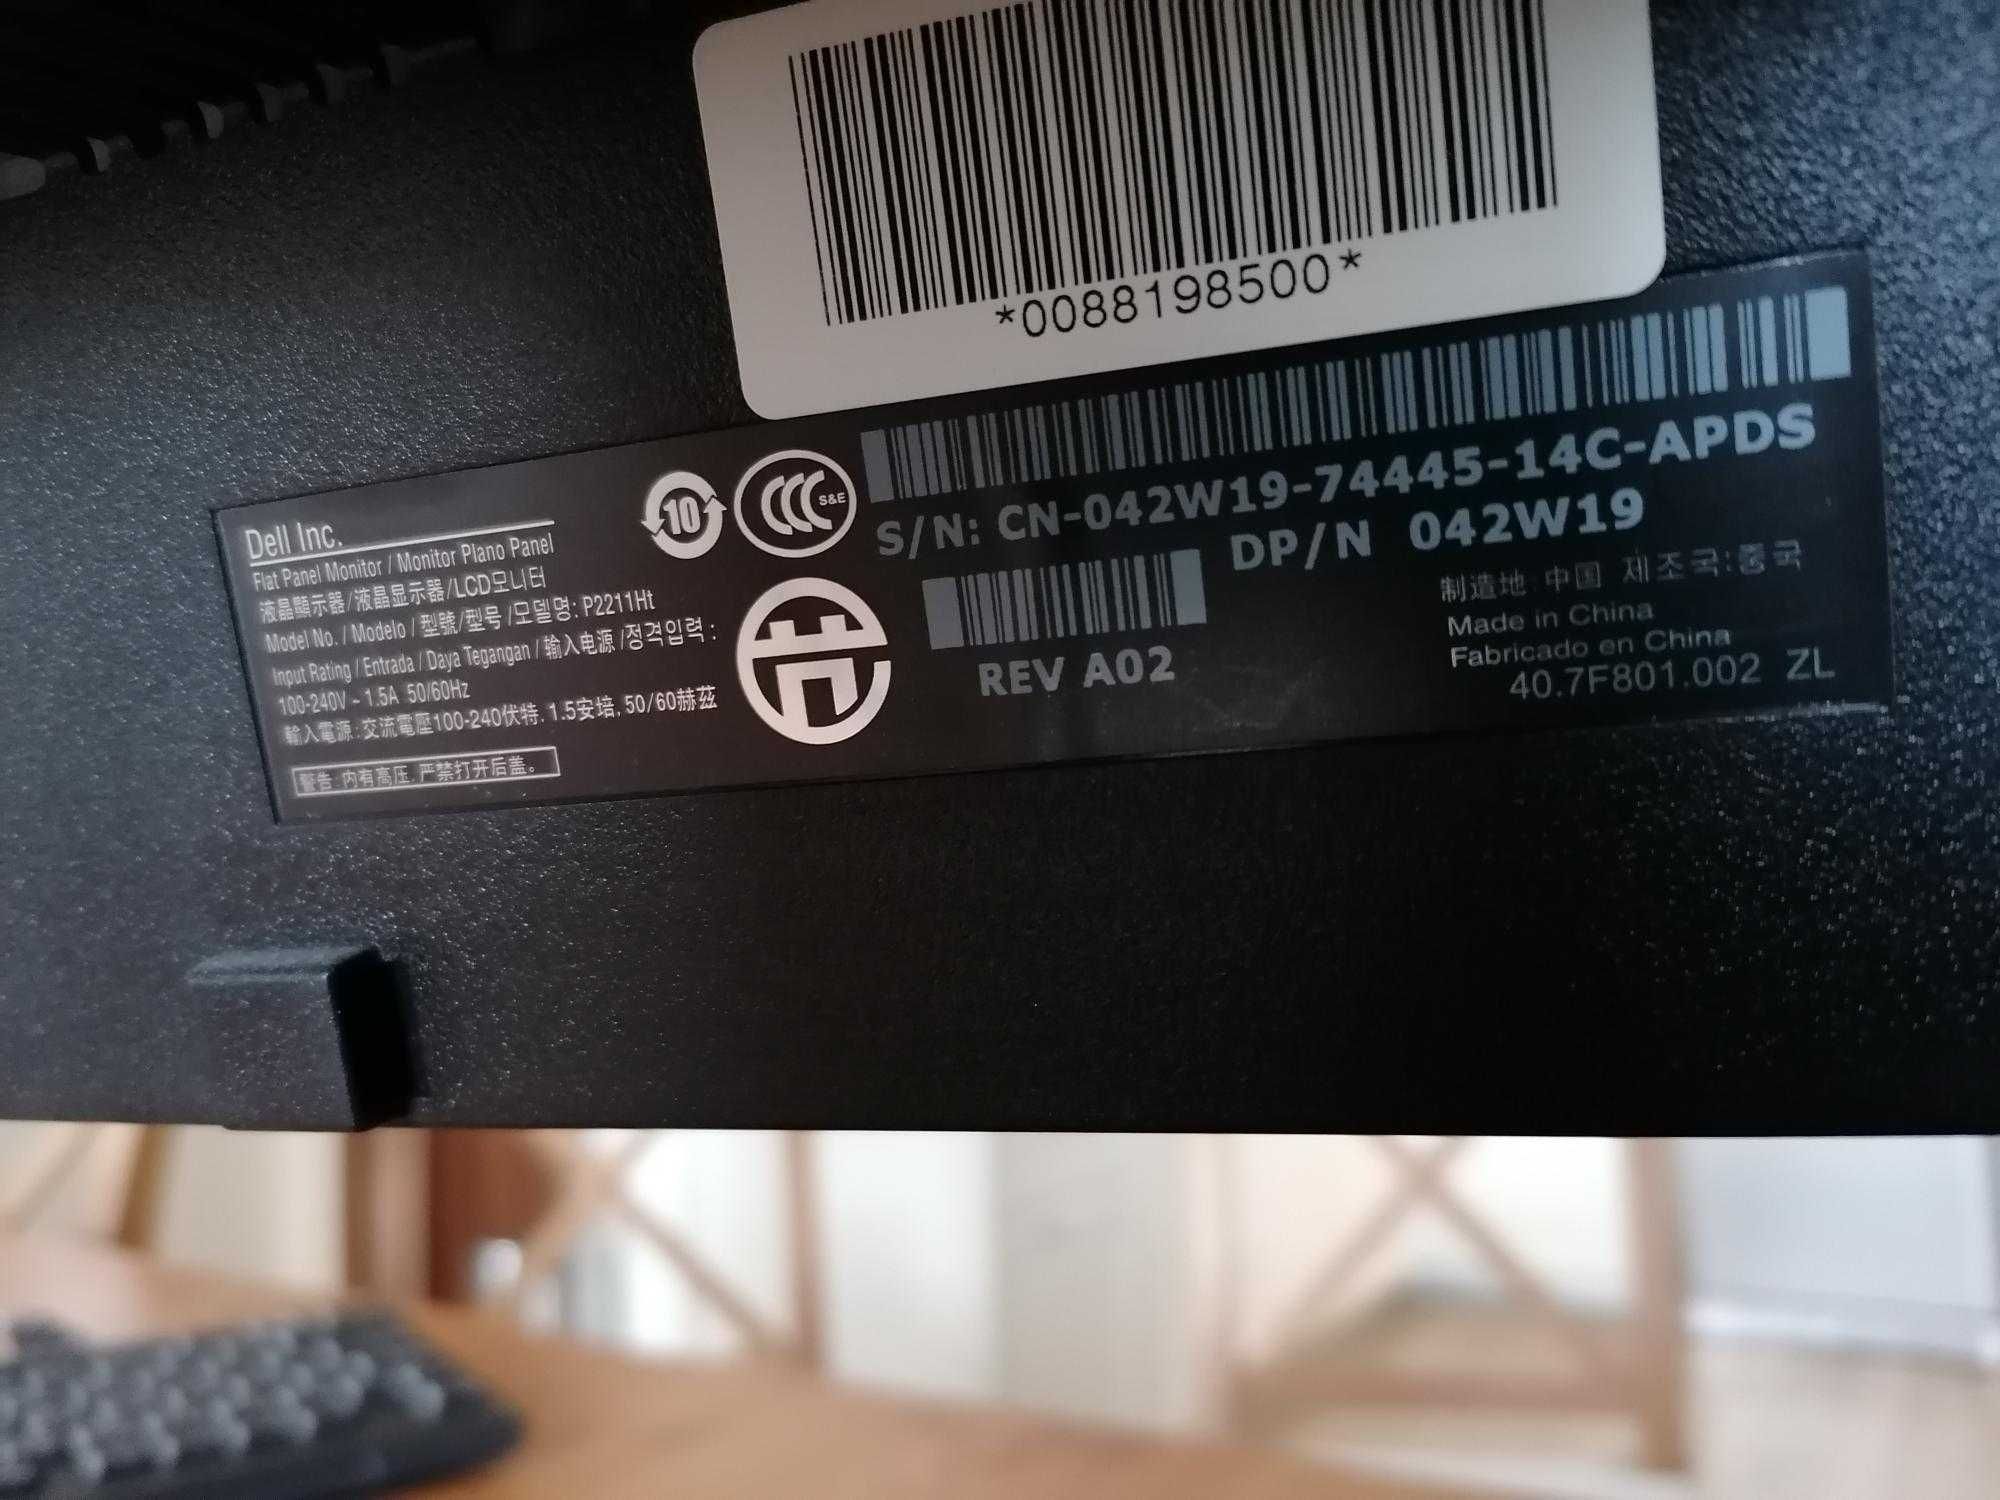 *0088198500*
Dell Inc.
Flat Panel Monitor / Monitor Plano Panel
液晶顯示器/液晶显示器/LCD모니터
Model No. / Modelo / 型號/型号 /모델명: P2211Ht
Input Rating / Entrada / Daya Tegangan / 输入电源 /정격입력 :
100-240V ~ 1.5A 50/60Hz
輸入電源:交流電壓100-240伏特, 1.5安培, 50/60赫茲
警告 内有高压,严禁打开后盖。
10
CCC S&E
节
S/N: CN-042W19-74445-14C-APDS
DP/N 042W19
REV A02
制造地:中国 제조국:중국
Made in China
Fabricado en China
40.7F801.002 ZL